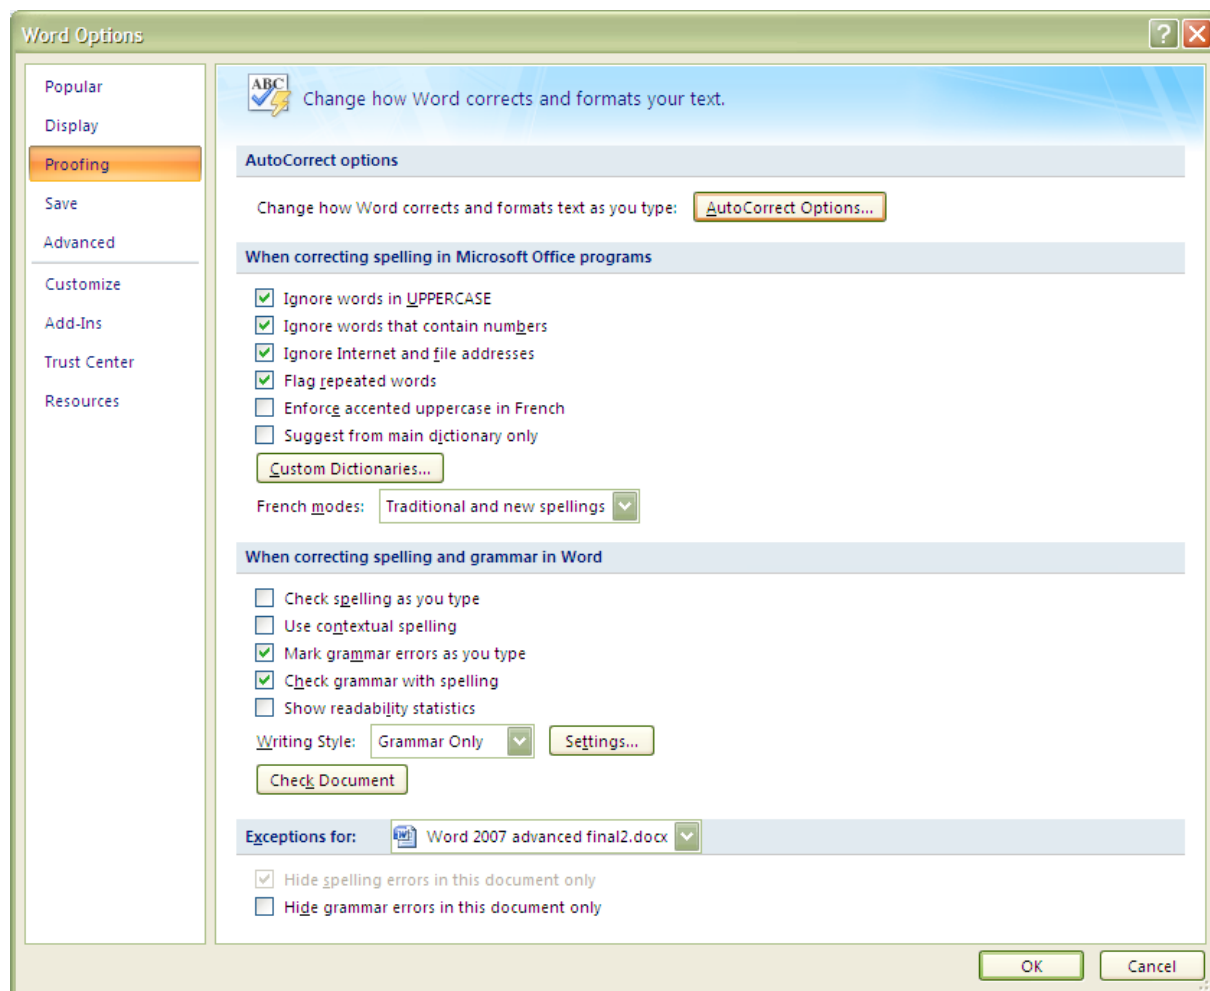 Word Options
Popular
Display
Proofing
Save
Advanced
Customize
Add-Ins
Trust Center
Resources
ABC
Change how Word corrects and formats your text.
AutoCorrect options
Change how Word corrects and formats text as you type: AutoCorrect Options...
When correcting spelling in Microsoft Office programs
Ignore words in UPPERCASE
Ignore words that contain numbers
Ignore Internet and file addresses
Flag repeated words
Enforce accented uppercase in French
Suggest from main dictionary only
Custom Dictionaries...
French modes: Traditional and new spellings
When correcting spelling and grammar in Word
Check spelling as you type
Use contextual spelling
Mark grammar errors as you type
Check grammar with spelling
Show readability statistics
Writing Style: Grammar Only Settings...
Check Document
Exceptions for: Word 2007 advanced final2.docx
Hide spelling errors in this document only
Hide grammar errors in this document only
OK Cancel